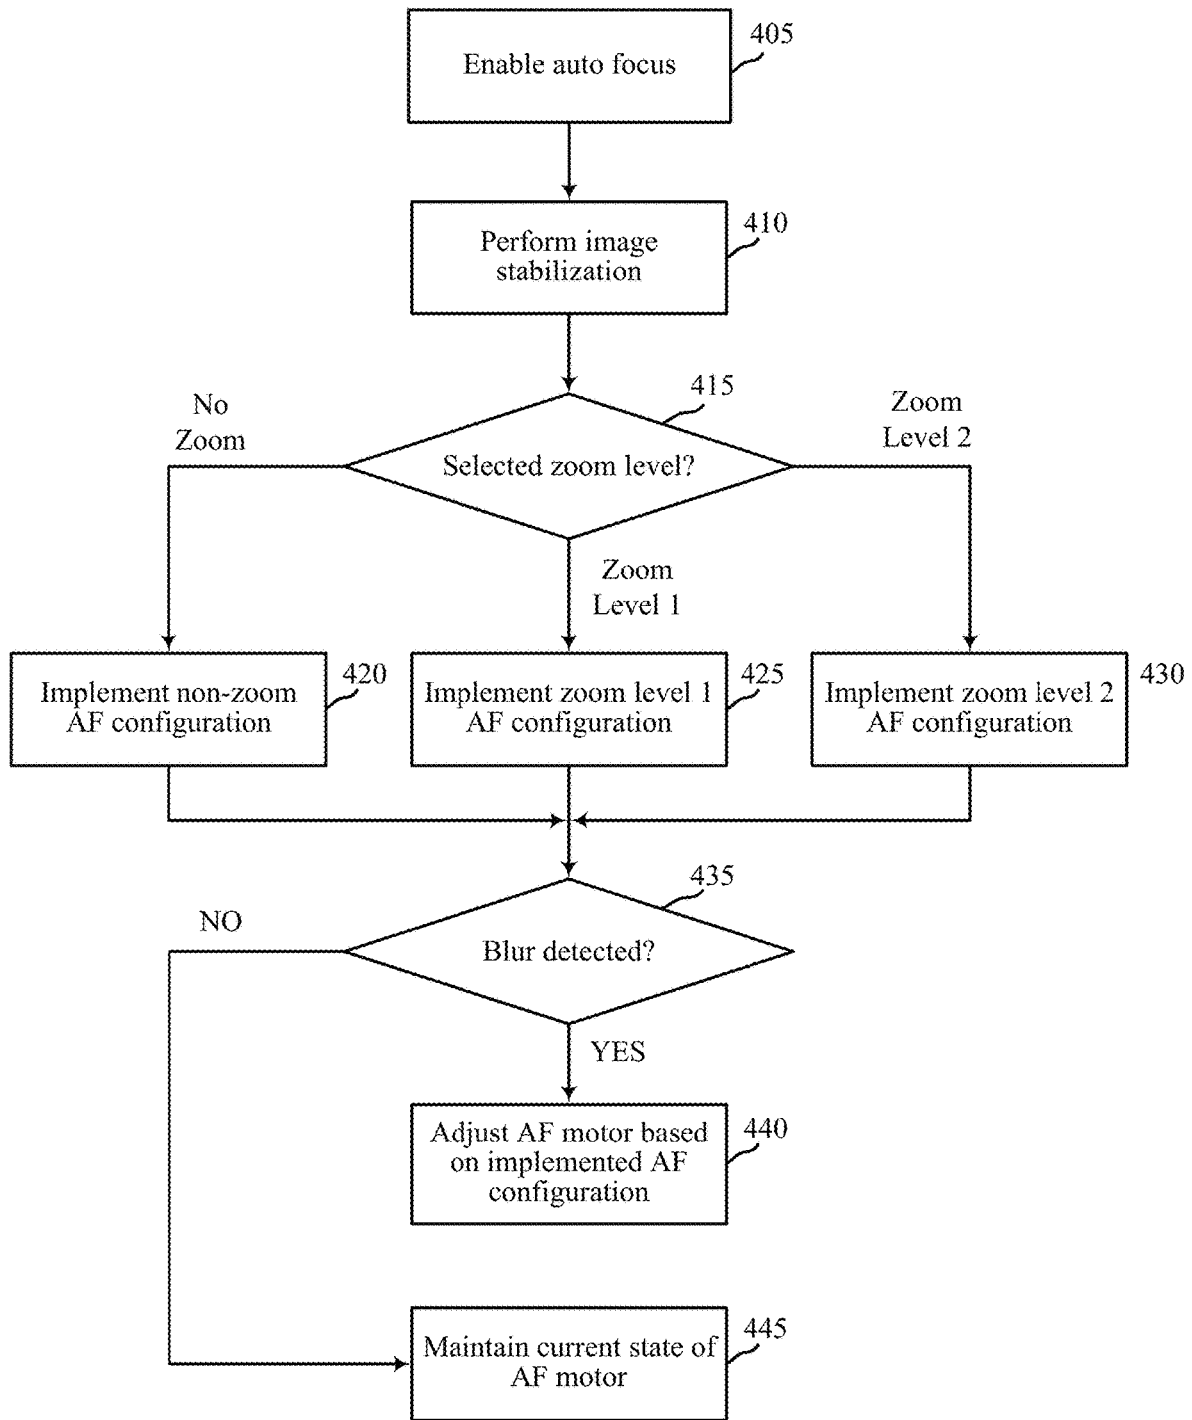 Enable auto focus
405
Perform image
stabilization
410
415
No
Zoom
Zoom
Level 2
Selected zoom level?
Zoom
Level 1
Implement non-zoom
AF configuration
420
Implement zoom level 1
AF configuration
425
Implement zoom level 2
AF configuration
430
435
NO
Blur detected?
YES
Adjust AF motor based
on implemented AF
configuration
440
Maintain current state of
AF motor
445